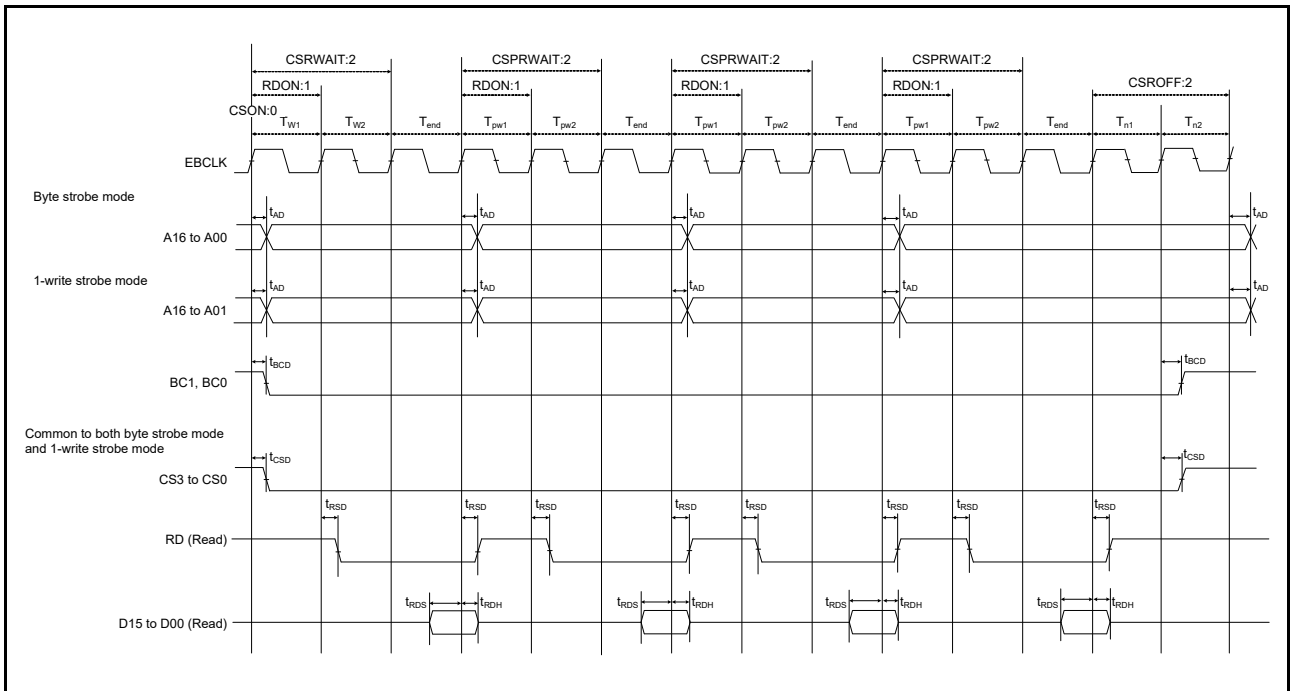 CSRWAIT:2 CSPRWAIT:2 CSPRWAIT:2 CSPRWAIT:2
RDON:1 RDON:1 RDON:1 RDON:1 CSROFF:2
CSON:0
TW1 TW2 Tend Tpw1 Tpw2 Tend Tpw1 Tpw2 Tend Tpw1 Tpw2 Tend Tn1 Tn2
EBCLK
Byte strobe mode
tAD tAD tAD tAD tAD
A16 to A00
1-write strobe mode
tAD tAD tAD tAD tAD
A16 to A01
tBCD tBCD
BC1, BC0
Common to both byte strobe mode
and 1-write strobe mode
tCSD tCSD
CS3 to CS0
tRSD tRSD tRSD tRSD tRSD tRSD tRSD tRSD
RD (Read)
tRDS tRDH tRDS tRDH tRDS tRDH tRDS tRDH
D15 to D00 (Read)